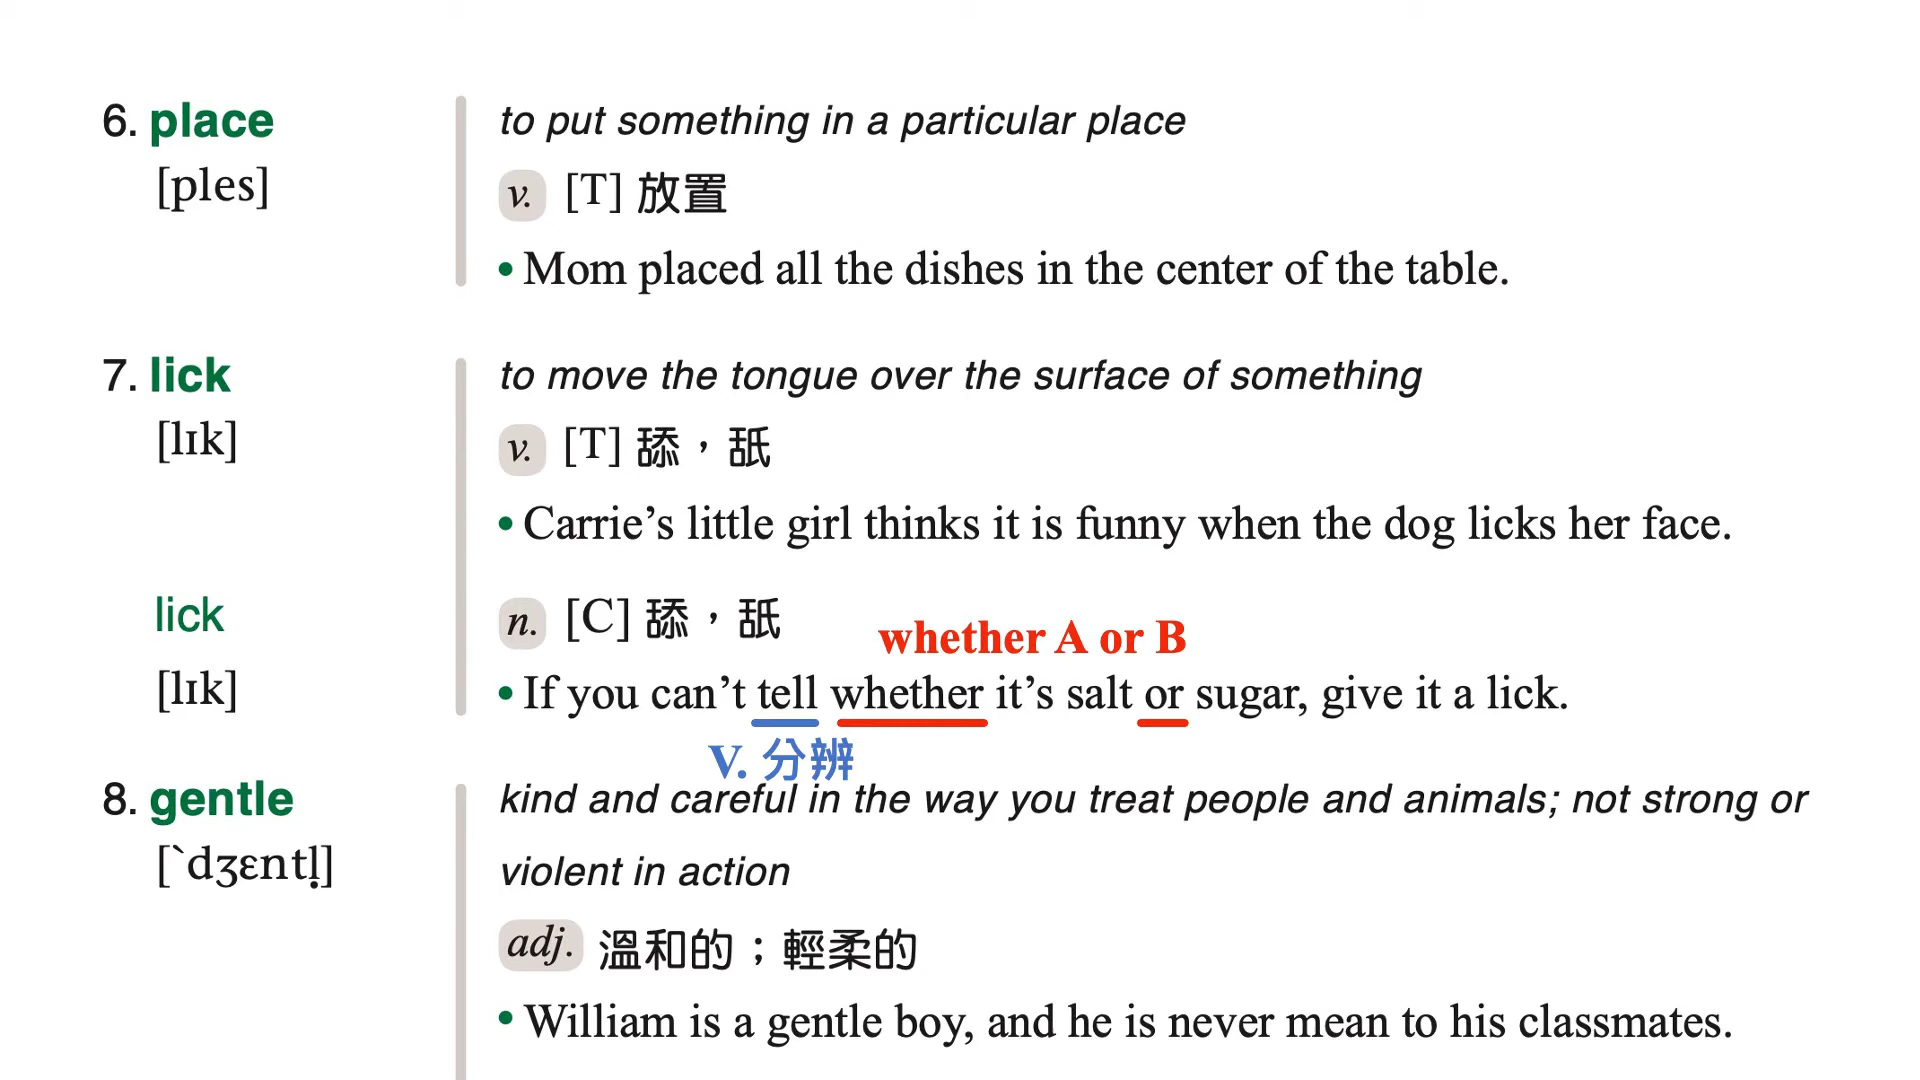 6. place
to put something in a particular place
[ples]
v. [T] 放置
• Mom placed all the dishes in the center of the table.
7. lick
to move the tongue over the surface of something
[lɪk]
v. [T] 舔，舐
• Carrie’s little girl thinks it is funny when the dog licks her face.
lick
n. [C] 舔，舐
whether A or B
[lɪk]
• If you can’t tell whether it’s salt or sugar, give it a lick.
V. 分辨
8. gentle
kind and careful in the way you treat people and animals; not strong or
[ˋdʒɛntl̩]
violent in action
adj. 溫和的；輕柔的
• William is a gentle boy, and he is never mean to his classmates.